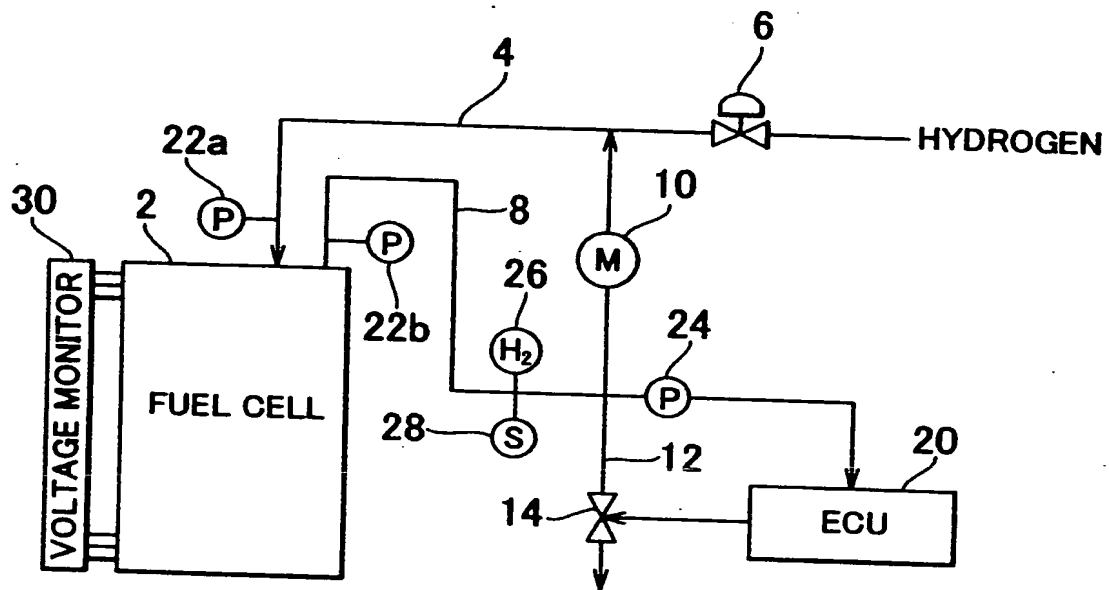 6
4
HYDROGEN
22a
P
30
2
8
10
P
M
26
22b
H₂
24
VOLTAGE MONITOR
FUEL CELL
P
28
S
12
20
14
ECU